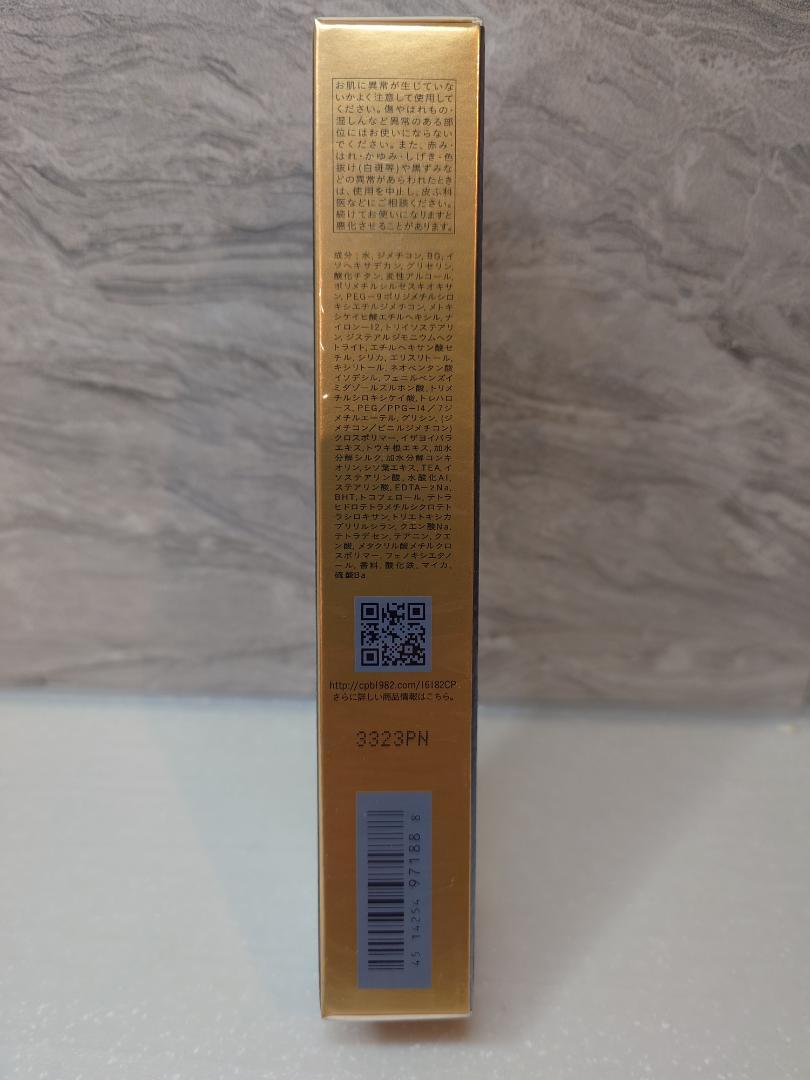 お肌に異常が生じていな
いかよく注意して使用して
ください。傷やはれもの・
湿しんなど異常のある部
位にはお使いにならない
でください。また、赤み・
はれ・かゆみ・しげき・色
抜け(白斑等)や黒ずみな
どの異常があらわれたとき
は、使用を中止し、皮ふ科
医などにご相談ください。
続けてお使いになりますと
悪化させることがあります。
成分:水, ジメチコン, BG, イ
ソヘキサデカン, グリセリン,
酸化チタン, 変性アルコール,
ポリメチルシルセスキオキサ
ン, PEG-9ポリジメチルシロ
キシエチルジメチコン, メトキ
シケイヒ酸エチルヘキシル, ナ
イロン-12, トリイソステアリ
ン, ジステアルジモニウムヘクト
トライト, エチルヘキサン酸セ
チル, シリカ, エリスリトール,
キシリトール, ネオペンタン酸
イソデシル, フェニルベンズイ
ミダゾールスルホン酸, トリメ
チルシロキシケイ酸, トレハロ
ース, PEG/PPG-14/7ジ
メチルエーテル, グリシン, (ジ
メチコン/ビニルジメチコン)
クロスポリマー, イザヨイバラ
エキス, トウキ根エキス, 加水
分解シルク, 加水分解コンキ
オリン, シソ葉エキス, TEA, イ
ソステアリン酸, 水酸化Al,
ステアリン酸, EDTA-2Na,
BHT, トコフェロール, テトラ
ヒドロテトラメチルシクロテト
ラシロキサン, トリエトキシカ
プリリルシラン, クエン酸Na,
テトラデセン, テアニン, クエ
ン酸, メタクリル酸メチルクロ
スポリマー, フェノキシエタノ
ール, 香料, 酸化鉄, マイカ,
硫酸Ba
http://cpb1982.com/16182CP
さらに詳しい商品情報はこちら。
3323PN
45 14254 97188 8